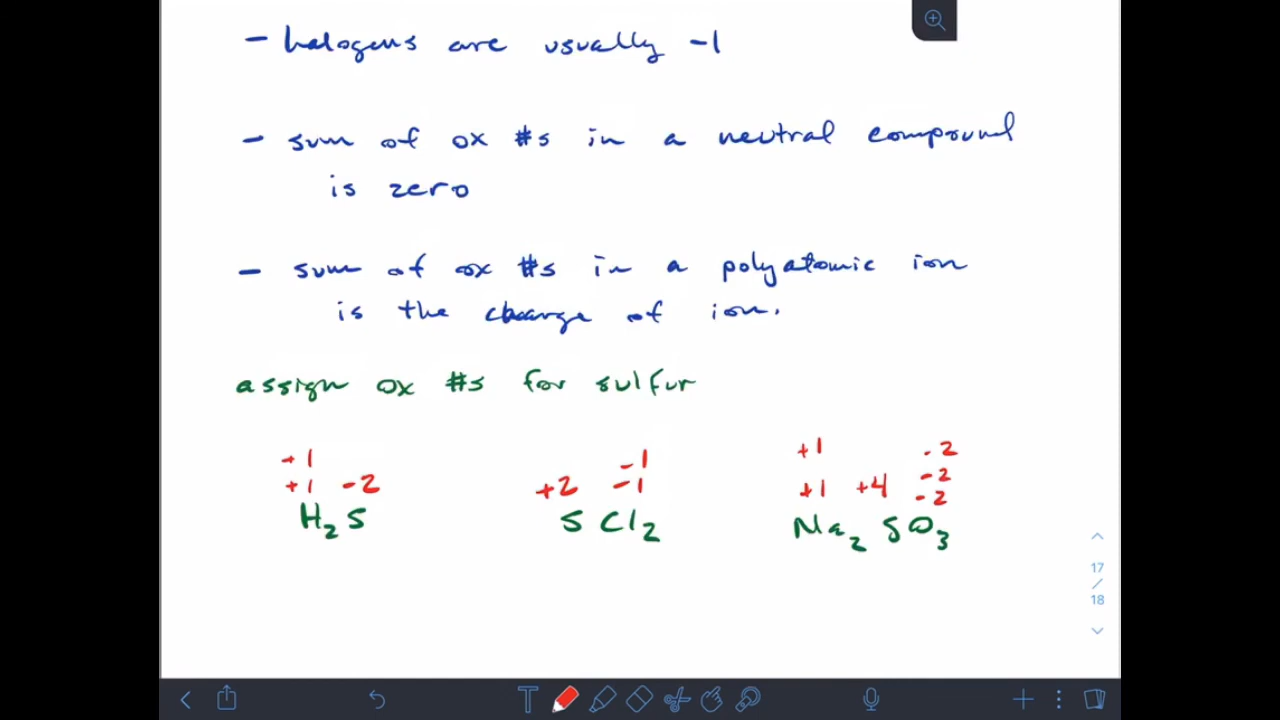 - halogens are usually -1
- sum of ox #s in a neutral compound
is zero
- sum of ox #s in a polyatomic ion
is the charge of ion.
assign ox #s for sulfur
+1 -1 +1 -2
+1 -2 +2 -1 +1 +4 -2
-2
H2S SCl2 Na2SO3
17
/
18
T